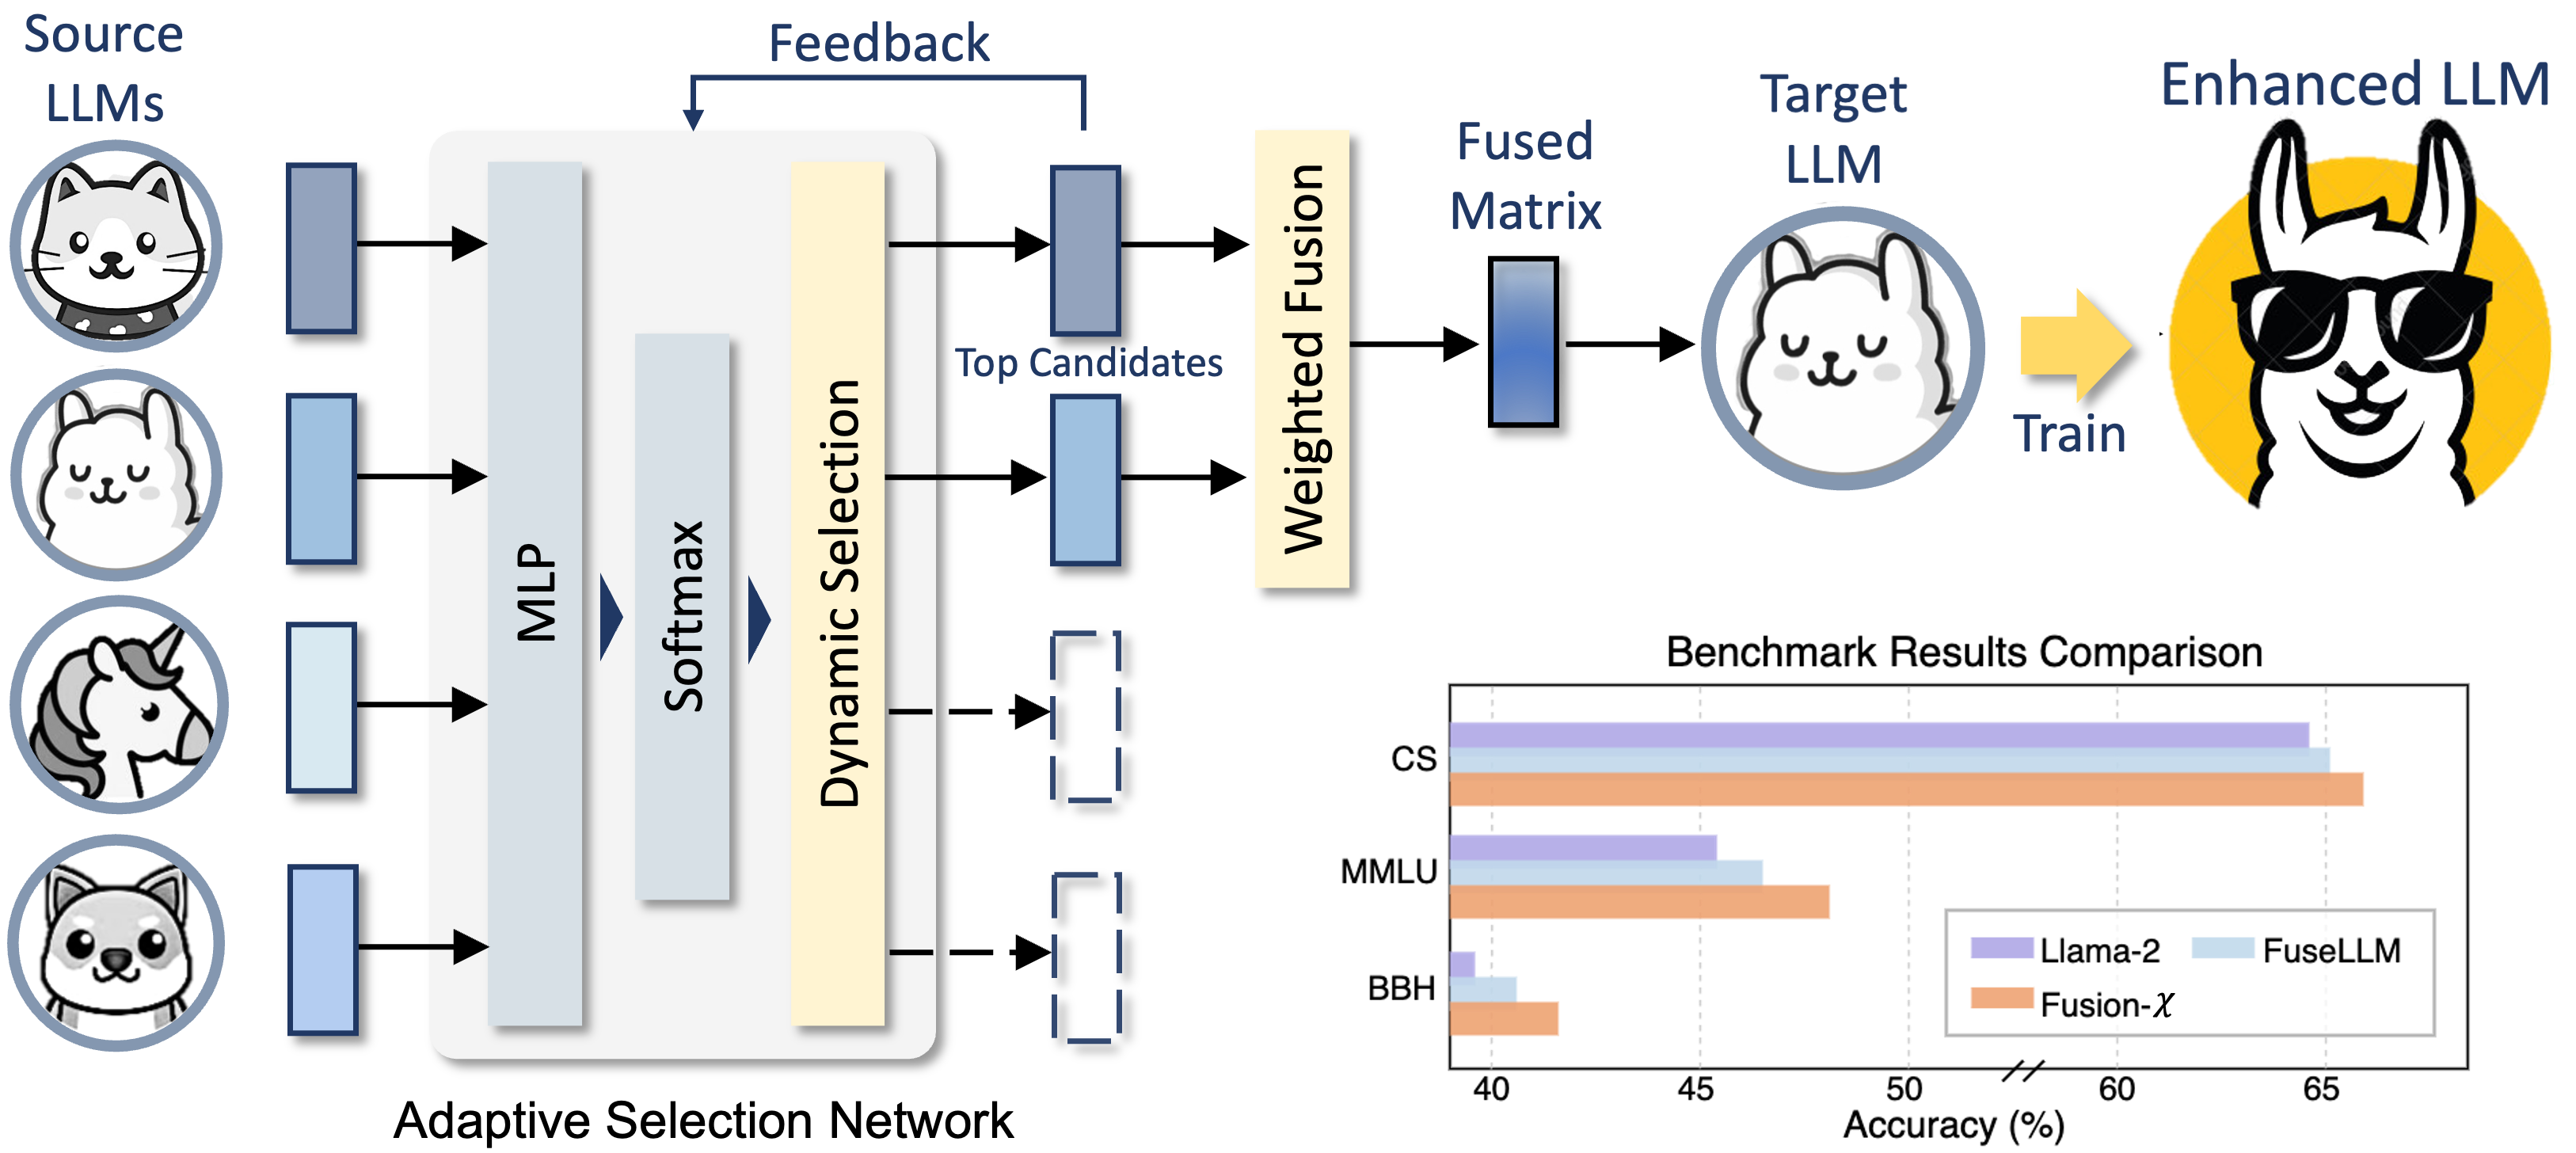 Source
LLMs
Feedback
MLP
Softmax
Dynamic Selection
Adaptive Selection Network
Top Candidates
Weighted Fusion
Fused
Matrix
Target
LLM
Train
Enhanced LLM
Benchmark Results Comparison
CS
MMLU
BBH
Llama-2
FuseLLM
Fusion-𝜒
40 45 50 60 65
Accuracy (%)